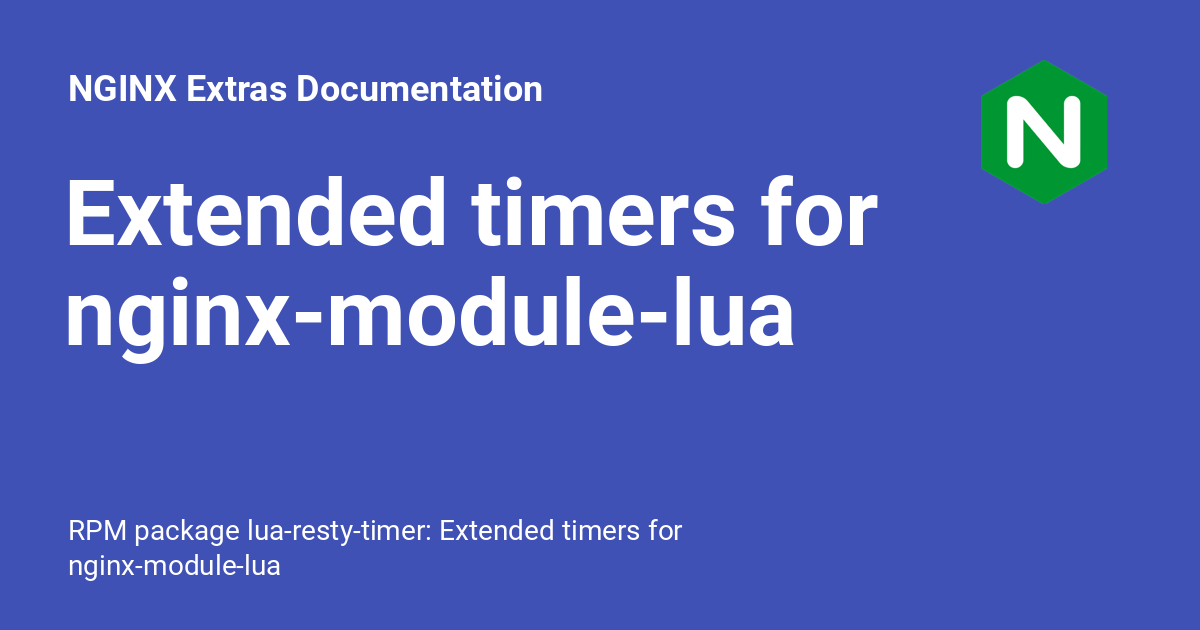 NGINX Extras Documentation
N
Extended timers for
nginx-module-lua
RPM package lua-resty-timer: Extended timers for
nginx-module-lua